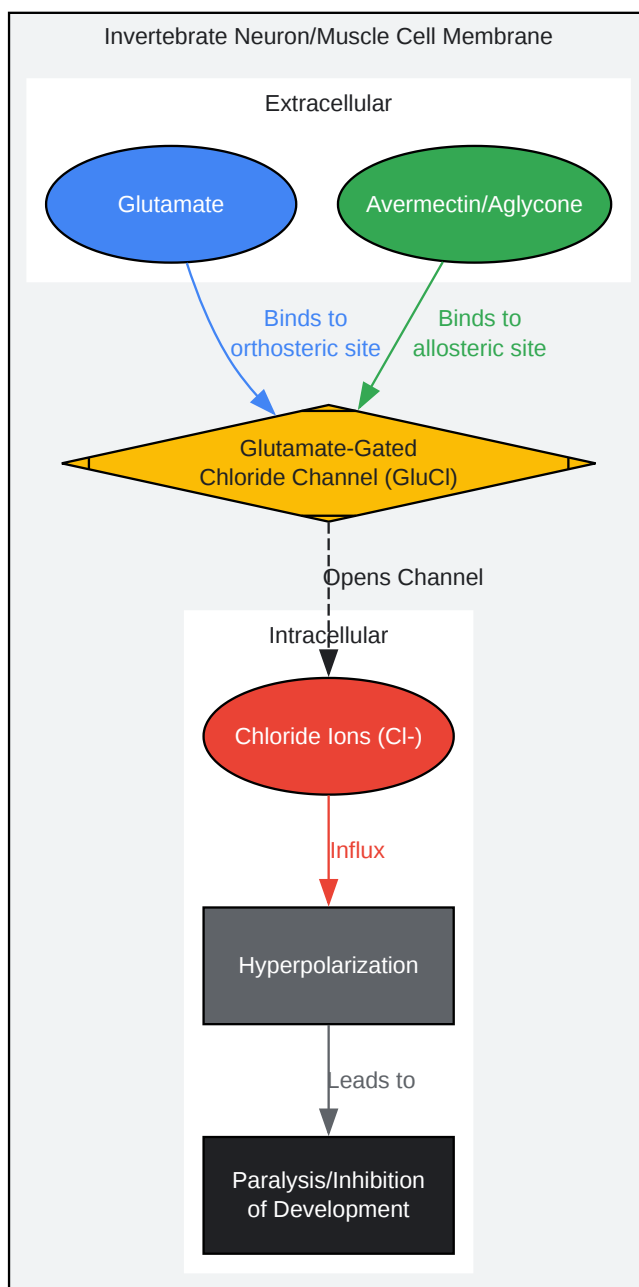 Invertebrate Neuron/Muscle Cell Membrane
Extracellular
Glutamate
Avermectin/Aglycone
Binds to
orthosteric site
Binds to
allosteric site
Glutamate-Gated
Chloride Channel (GluCl)
Opens Channel
Intracellular
Chloride Ions (Cl-)
Influx
Hyperpolarization
Leads to
Paralysis/Inhibition
of Development